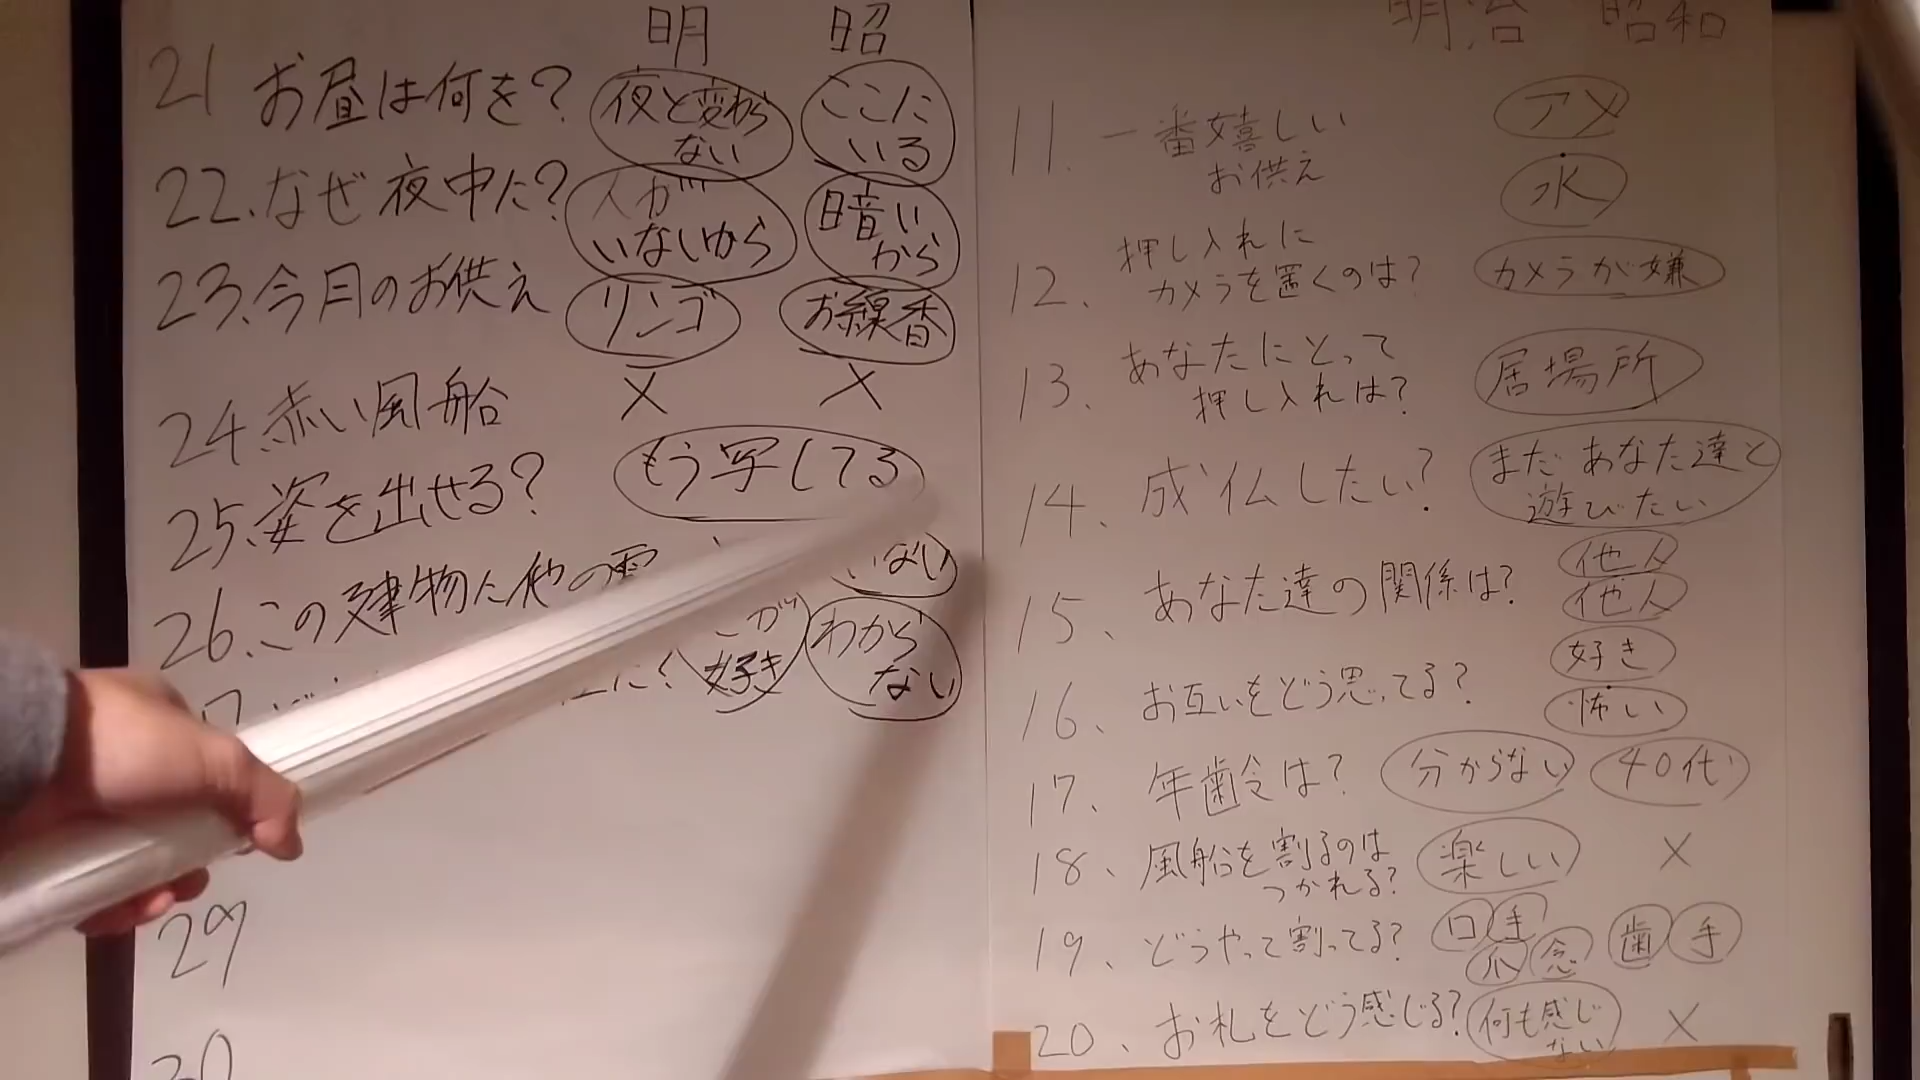 明 昭
21 お昼は何を? 夜と変わらない ここにいる
22、なぜ夜中に? 人がいないから 暗いから
23、今月のお供え リンゴ お線香
24、赤い風船 × ×
25、姿を出せる? もう写してる
26、この建物に他の霊 いない
に? 好き わからない
29
30
明治 昭和
11. 一番嬉しいお供え アメ 水
12、押し入れにカメラを置くのは? カメラが嫌
13、あなたにとって押し入れは? 居場所
14、成仏したい? まだあなた達と遊びたい
15、あなた達の関係は? 他人 他人
16、お互いをどう思ってる? 好き 怖い
17、年齢は? 分からない 40代
18、風船を割るのはつかれる? 楽しい ×
19、どうやって割ってる? 口 手 爪 念 歯 手
20、お札をどう感じる? 何も感じない ×